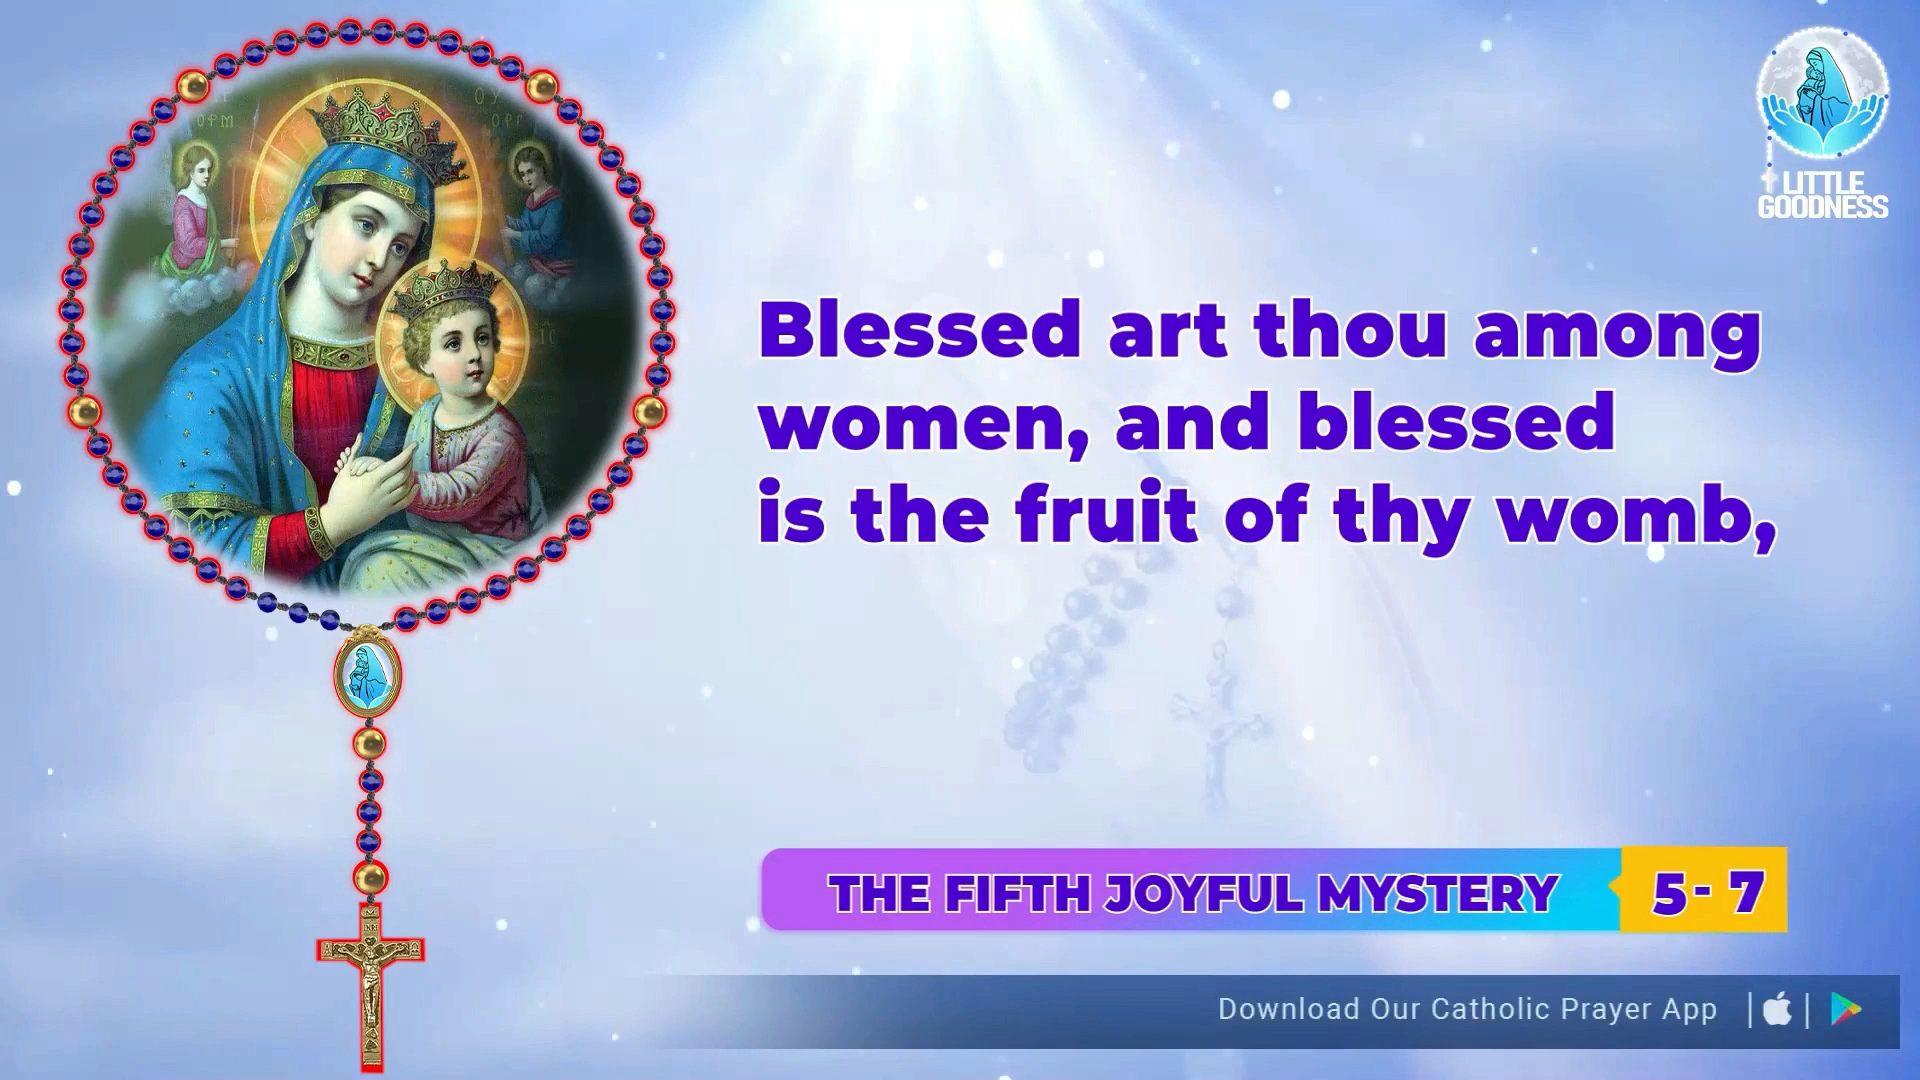 LITTLE
GOODNESS
Blessed art thou among
women, and blessed
is the fruit of thy womb,
THE FIFTH JOYFUL MYSTERY 5- 7
Download Our Catholic Prayer App
INRI